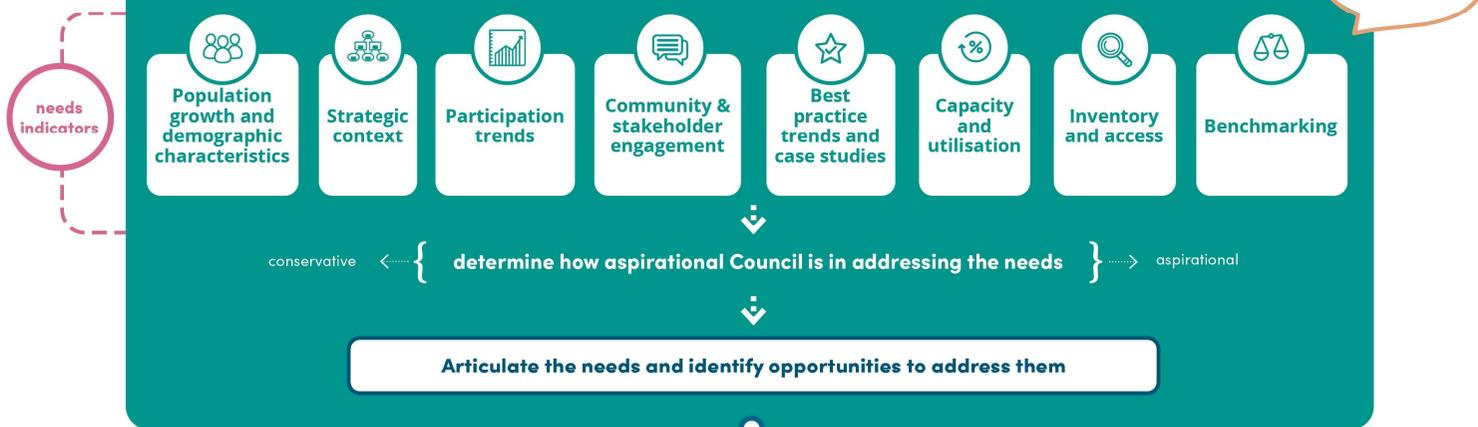 needs
indicators
Population
growth and
demographic
characteristics
Strategic
context
Participation
trends
Community &
stakeholder
engagement
Best
practice
trends and
case studies
%
Capacity
and
utilisation
Inventory
and access
Benchmarking
conservative
{ determine how aspirational Council is in addressing the needs }
aspirational
Articulate the needs and identify opportunities to address them